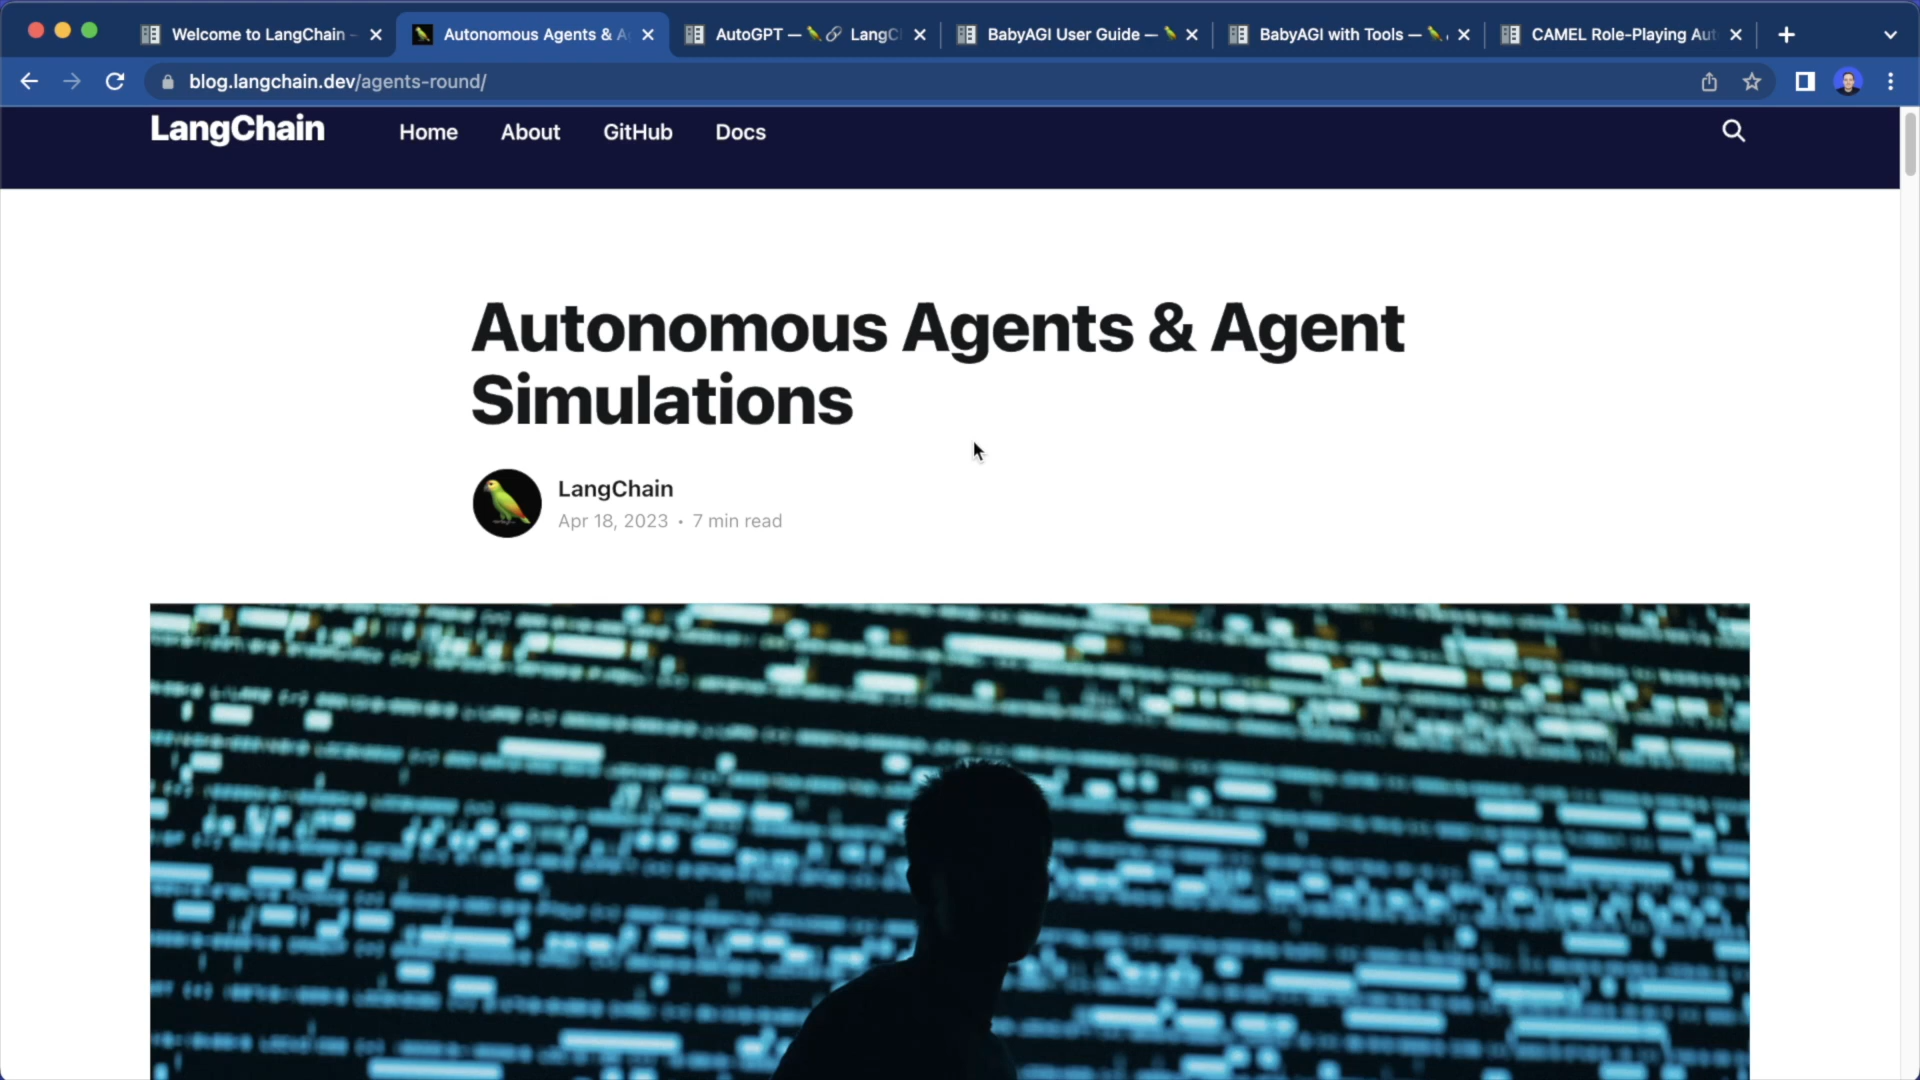 Welcome to LangChain -
Autonomous Agents & A
AutoGPT — 🦜🔗 LangC
BabyAGI User Guide — 🦜
BabyAGI with Tools — 🦜
CAMEL Role-Playing Aut
blog.langchain.dev/agents-round/
LangChain
Home
About
GitHub
Docs
Autonomous Agents & Agent
Simulations
LangChain
Apr 18, 2023 • 7 min read